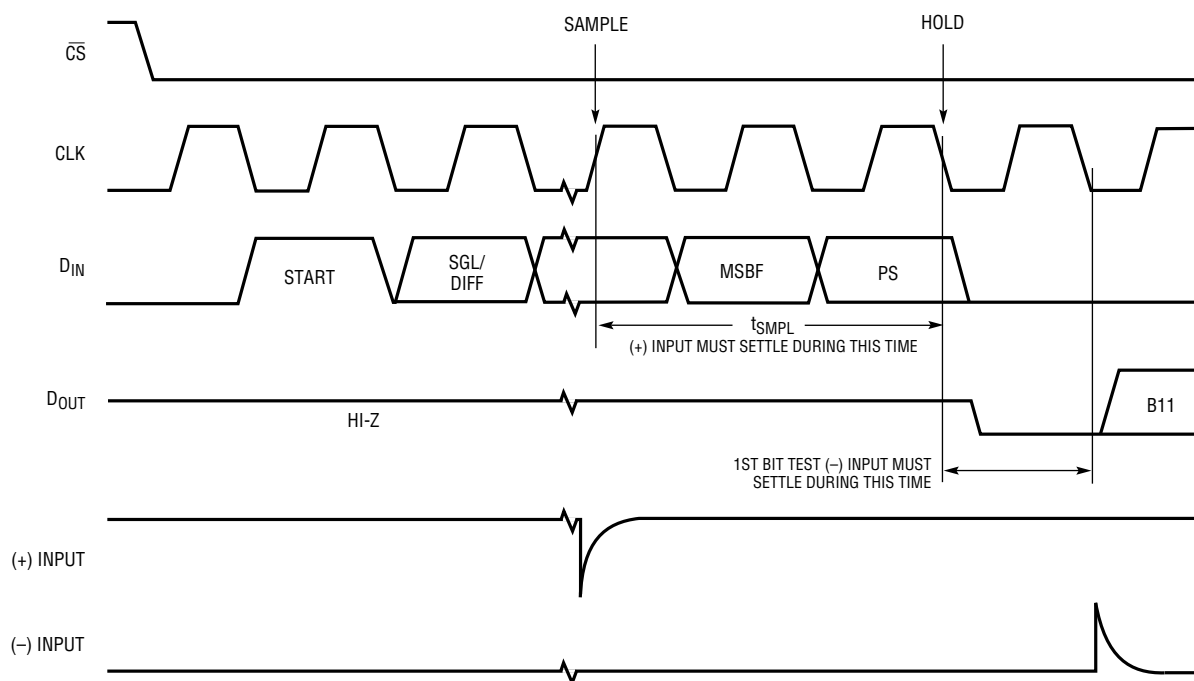 SAMPLE
HOLD
CS
CLK
DIN
START
SGL/
DIFF
MSBF
PS
tSMPL
(+) INPUT MUST SETTLE DURING THIS TIME
DOUT
HI-Z
B11
1ST BIT TEST (–) INPUT MUST
SETTLE DURING THIS TIME
(+) INPUT
(–) INPUT